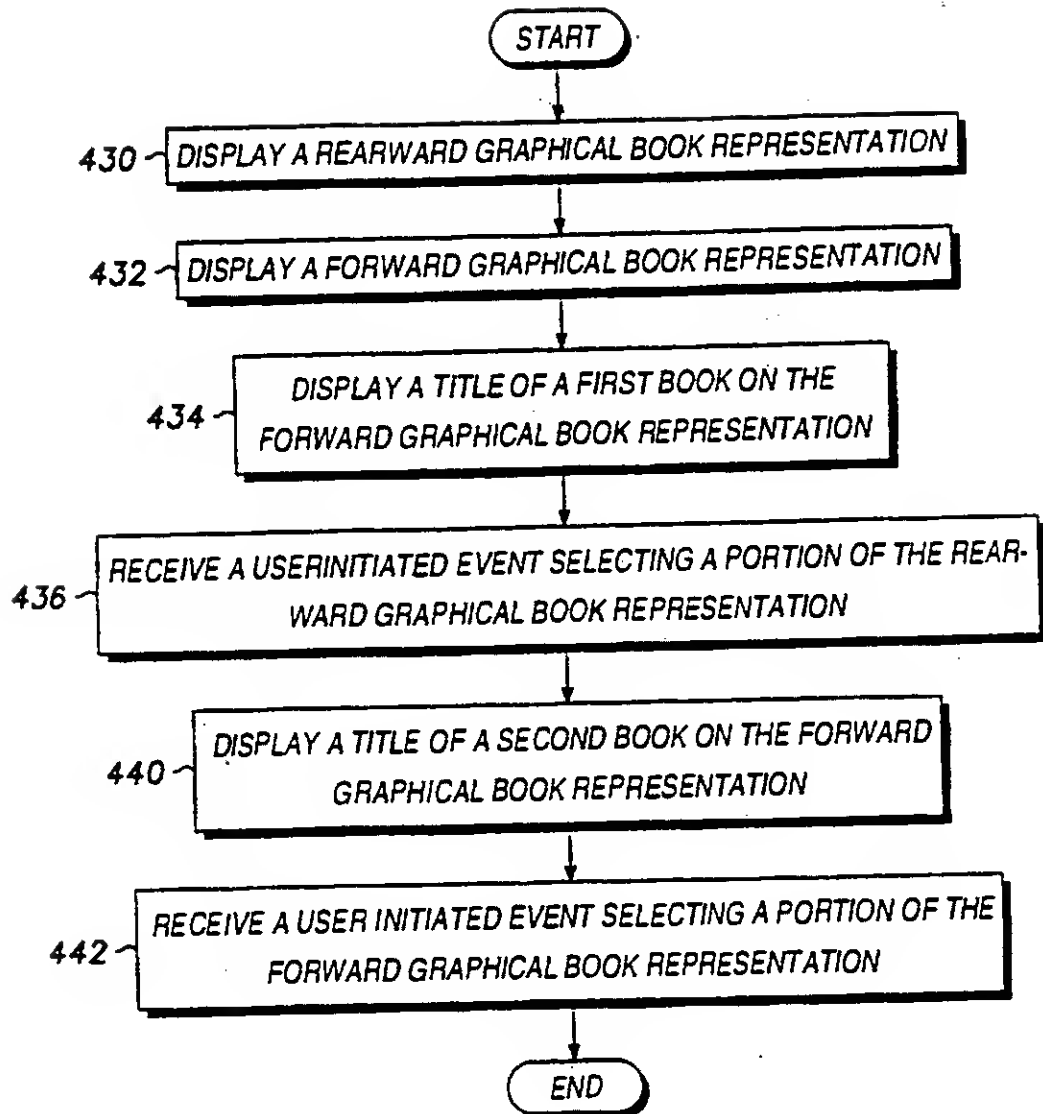 START
430 DISPLAY A REARWARD GRAPHICAL BOOK REPRESENTATION
432 DISPLAY A FORWARD GRAPHICAL BOOK REPRESENTATION
DISPLAY A TITLE OF A FIRST BOOK ON THE
434 FORWARD GRAPHICAL BOOK REPRESENTATION
RECEIVE A USERINITIATED EVENT SELECTING A PORTION OF THE REAR-
436 WARD GRAPHICAL BOOK REPRESENTATION
DISPLAY A TITLE OF A SECOND BOOK ON THE FORWARD
440 GRAPHICAL BOOK REPRESENTATION
RECEIVE A USER INITIATED EVENT SELECTING A PORTION OF THE
442 FORWARD GRAPHICAL BOOK REPRESENTATION
END